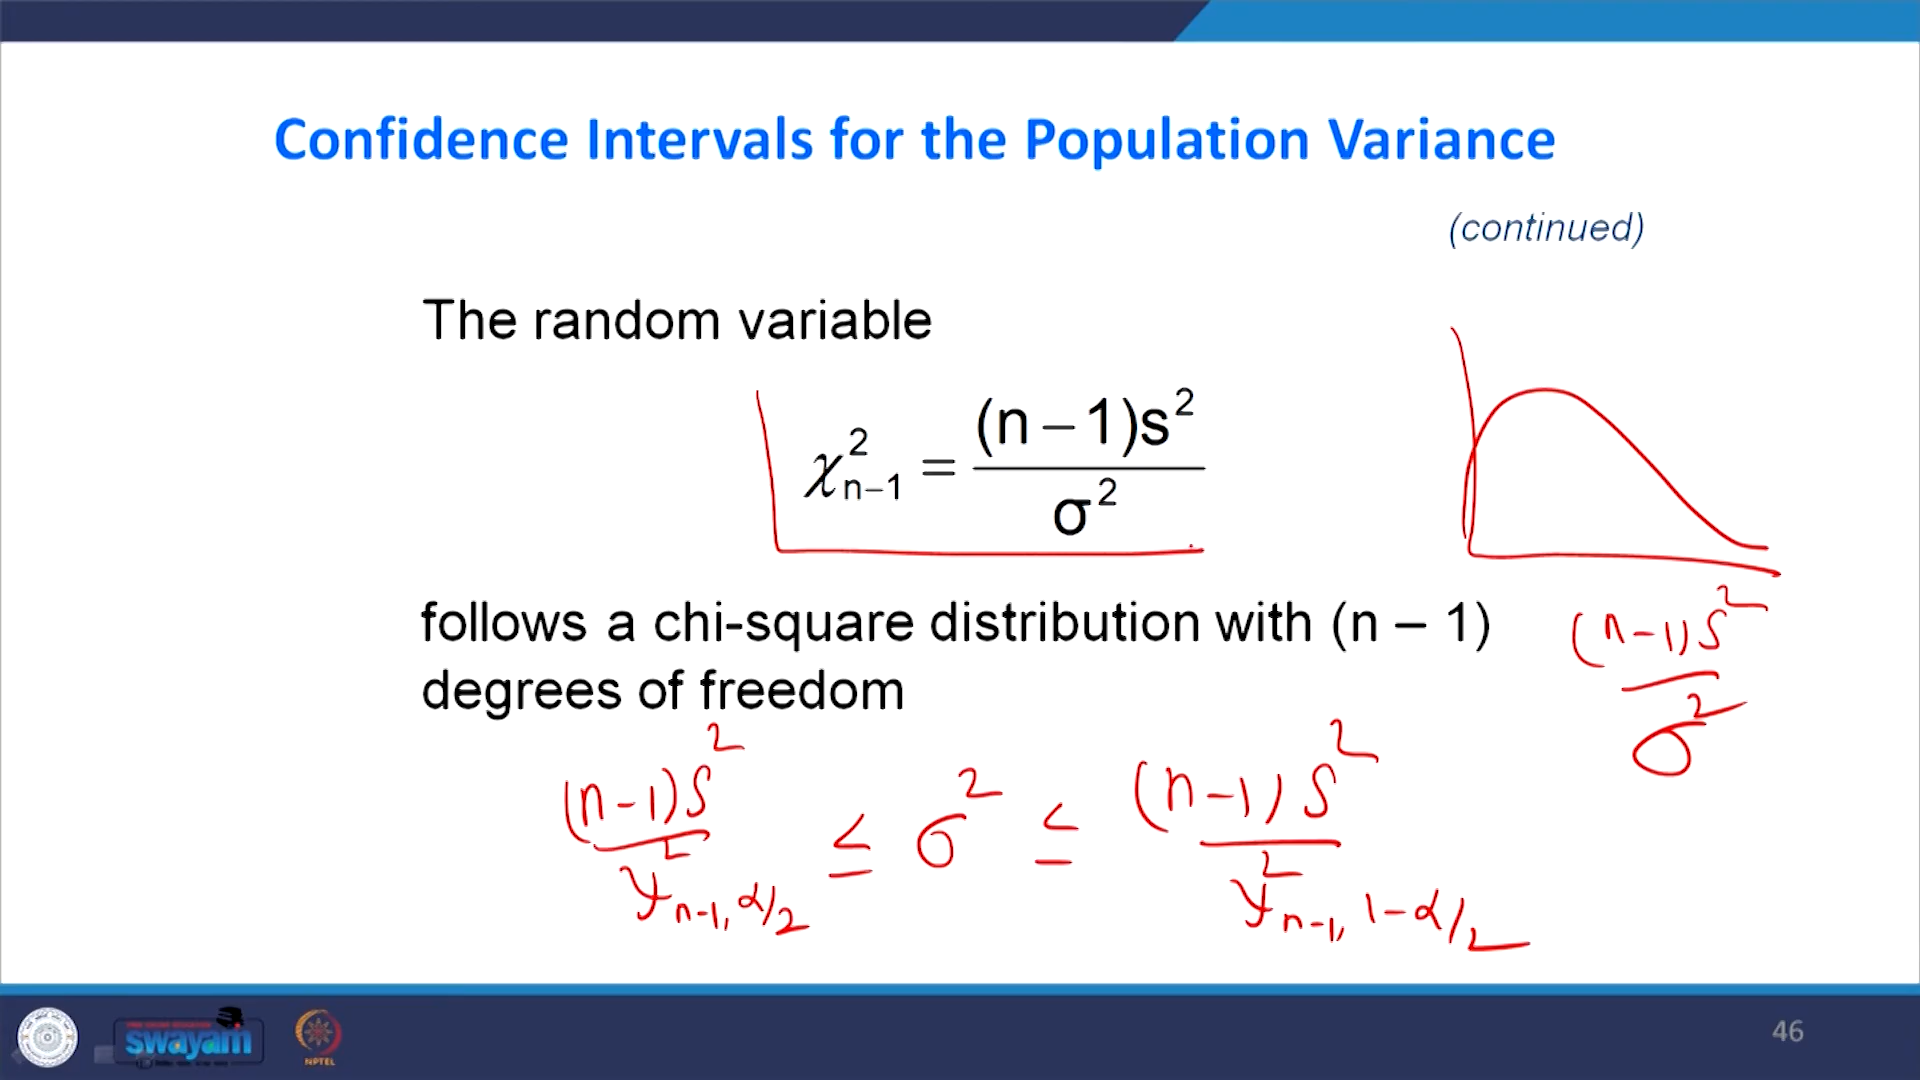 Confidence Intervals for the Population Variance
(continued)
The random variable
χ²ₙ₋₁ = (n−1)s² / σ²
follows a chi-square distribution with (n – 1)
degrees of freedom
(n-1)S² / σ²
(n-1)S² / χ²n-1, α/2 ≤ σ² ≤ (n-1)S² / χ²n-1, 1-α/2
swayam
NPTEL
46